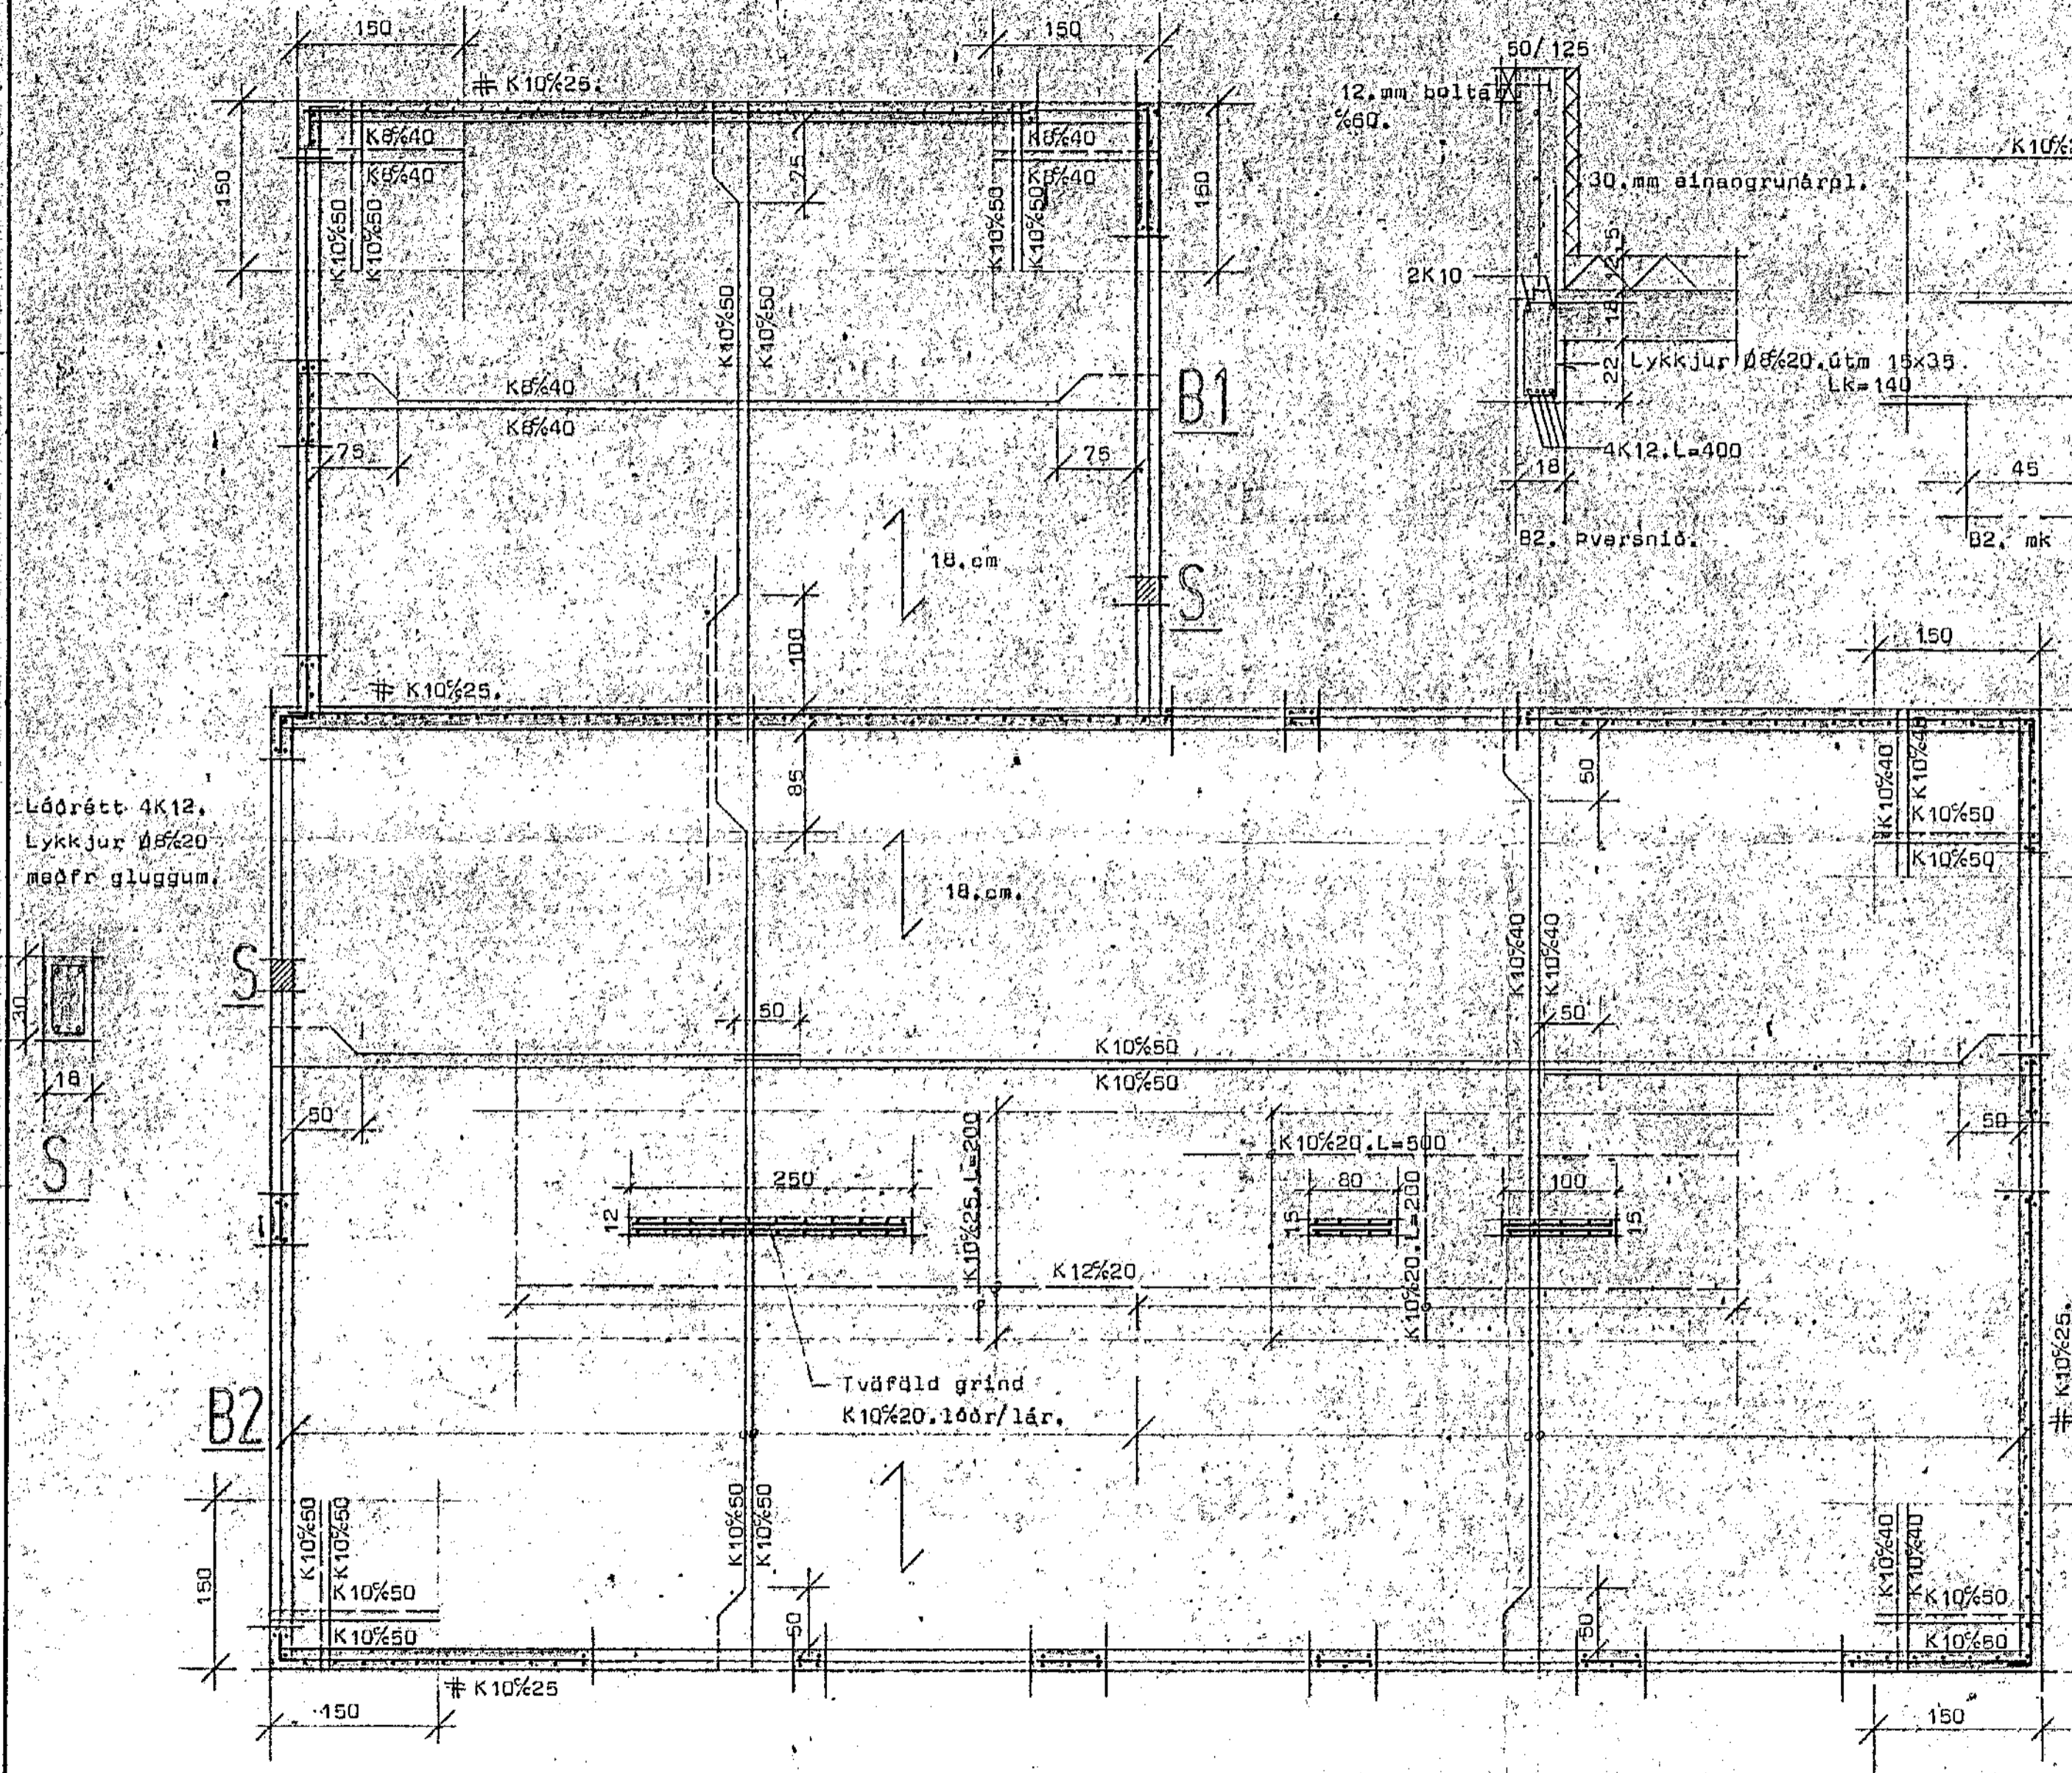 150
150
# K10%25.
K8%40
K8%40
150
K10%50
K10%50
75
K8%40
K8%40
K10%50
K10%50
160
K10%50
K10%50
K8%40
K8%40
75
75
B1
18.cm
S
100
# K10%25.
50/125
12.mm boltar
%60.
30.mm einangrunarpl.
2K10
12,5
18
22
Lykkjur Ø8%20.útm 15x35.
Lk=140
4K12.L=400
18
B2. Þversnið.
45
B2. mk
150
85
50
K10%40
K10%50
K10%50
Lóðrétt 4K12.
Lykkjur Ø8%20
meðfr gluggum.
18.cm.
S
30
18
S
K10%40
K10%40
50
50
K10%50
K10%50
50
50
K10%25.L=200
K10%20.L=500
250
80
100
12
15
15
K10%20.L=200
K12%20
Tvöföld grind
K10%20.lóðr/lár.
# K10%25.
B2
K10%50
K10%50
150
K10%50
K10%50
K10%50
K10%50
50
50
K10%40
K10%40
K10%50
K10%50
# K10%25
150
150